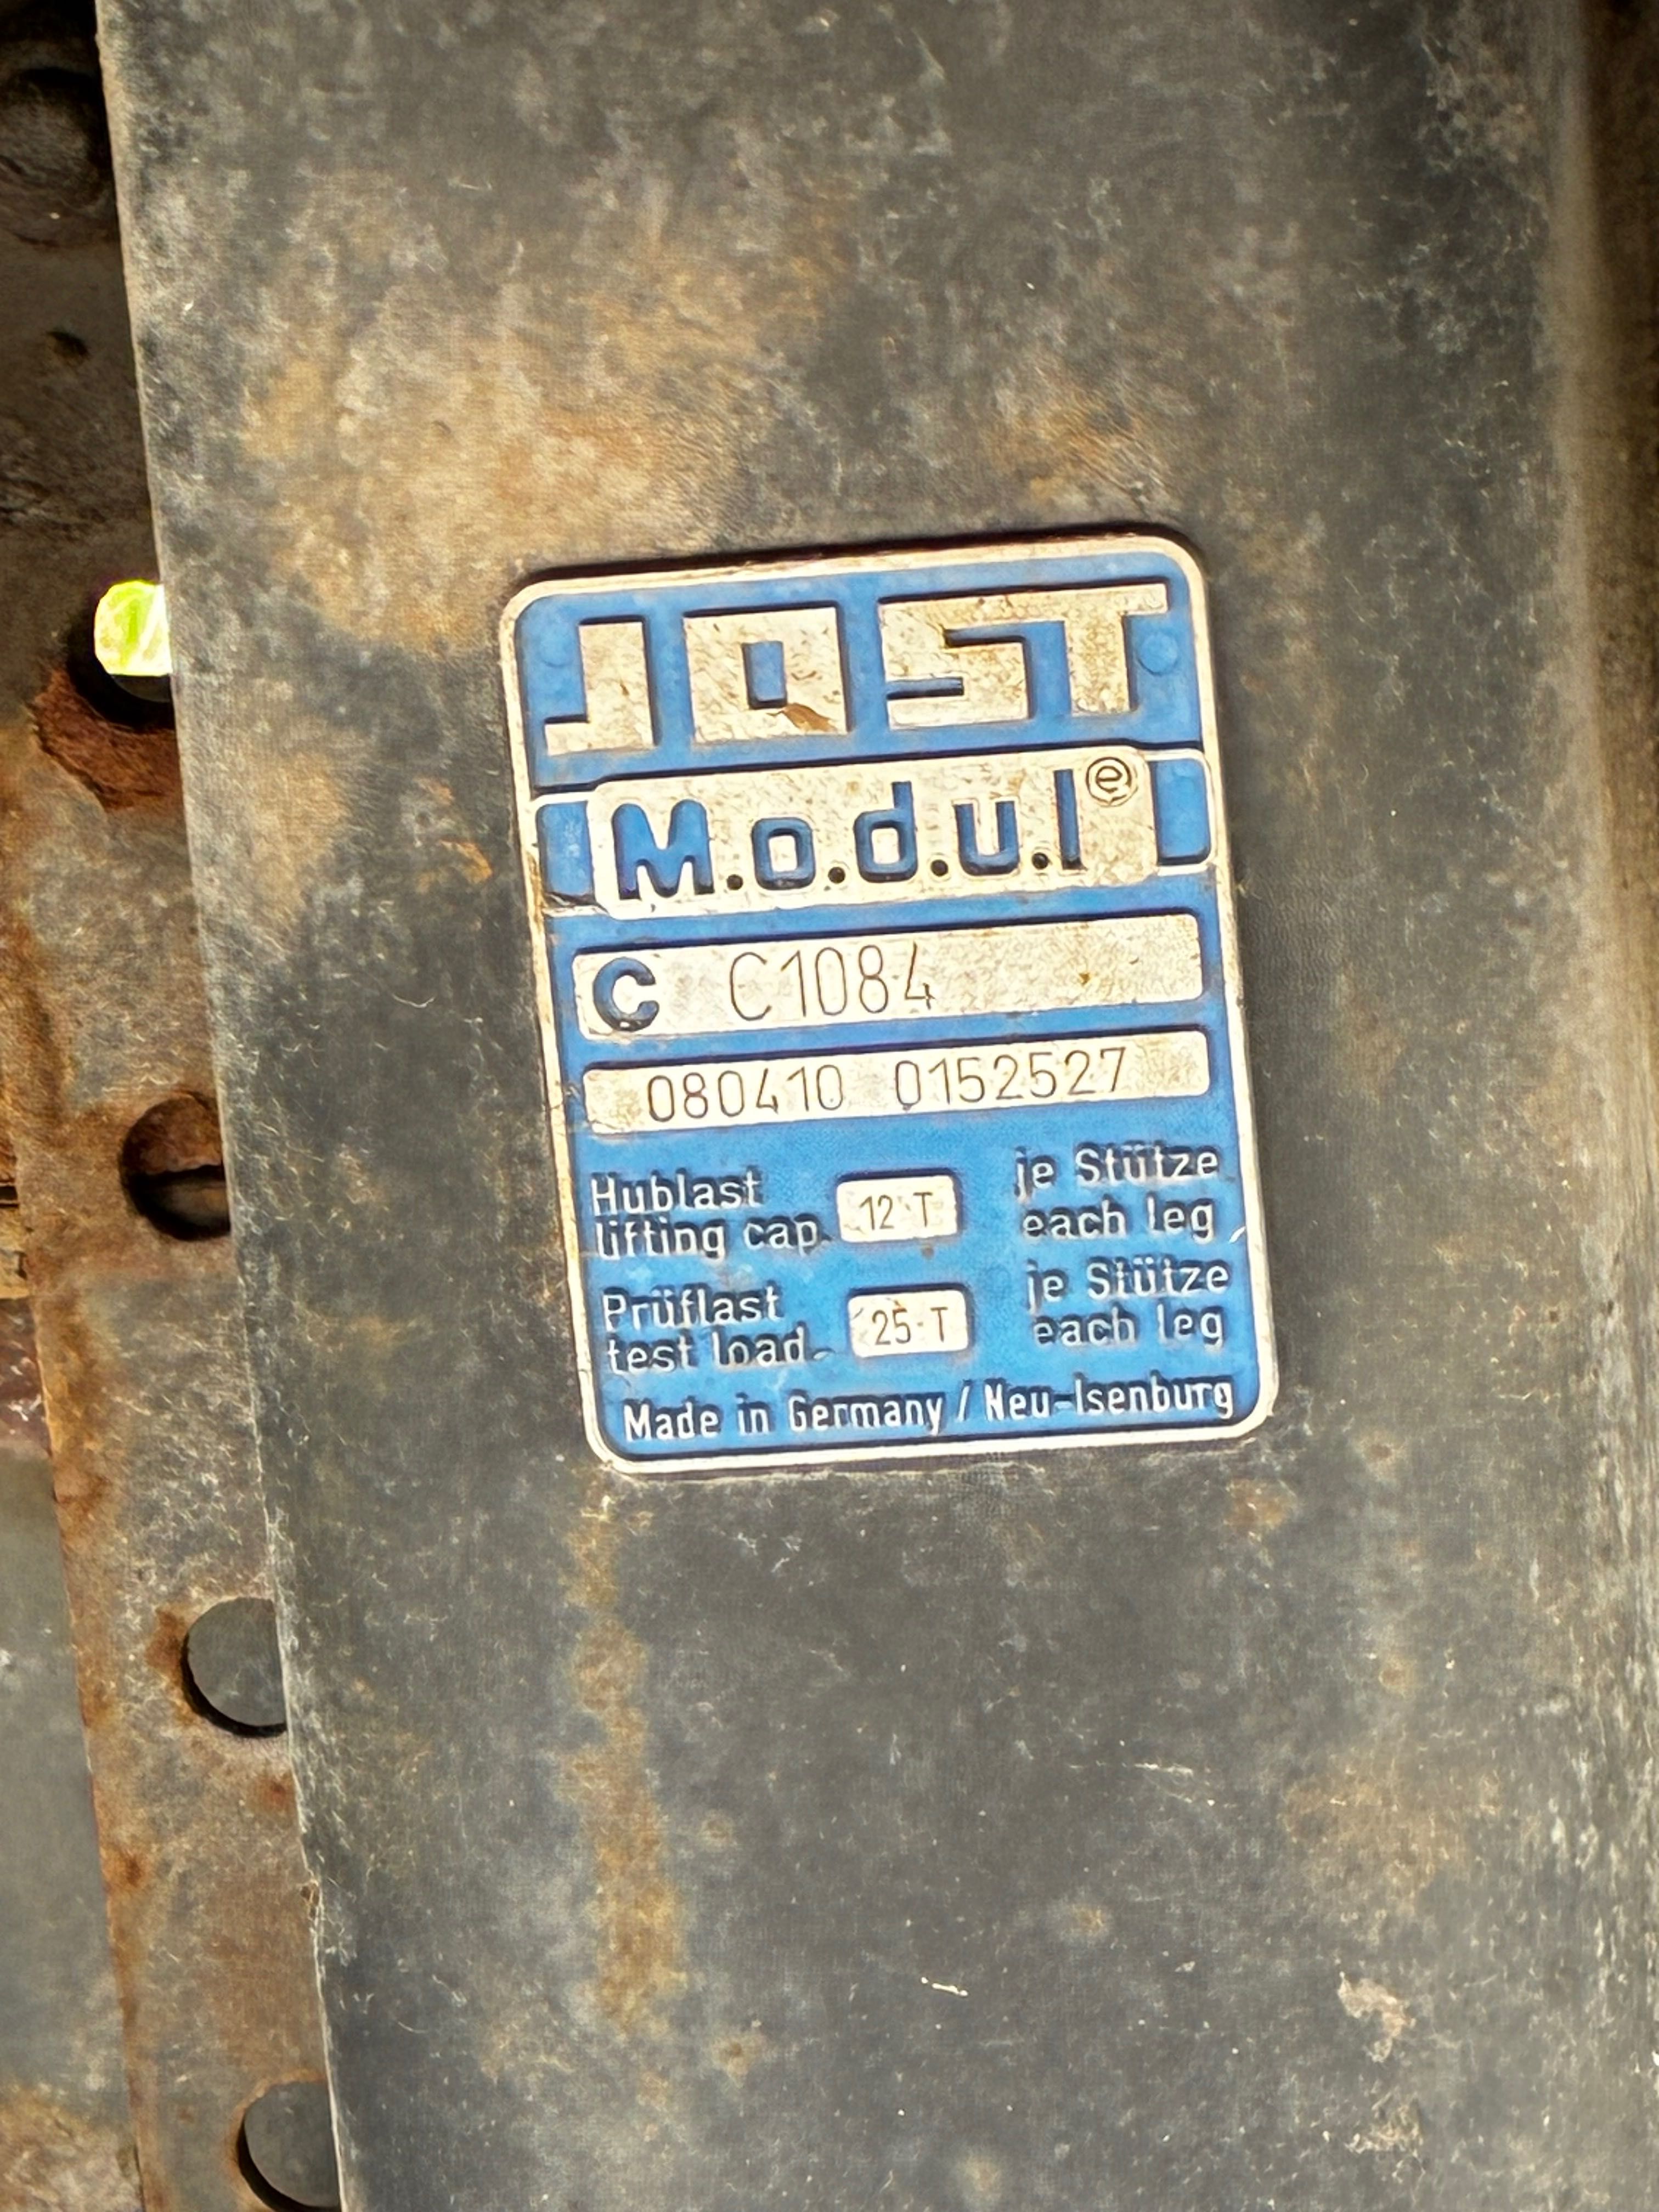 JOST
M.o.d.u.l ®
C C1084
080410 0152527
Hublast 12 T je Stütze
lifting cap. each leg
Prüflast 25 T je Stütze
test load. each leg
Made in Germany / Neu-Isenburg